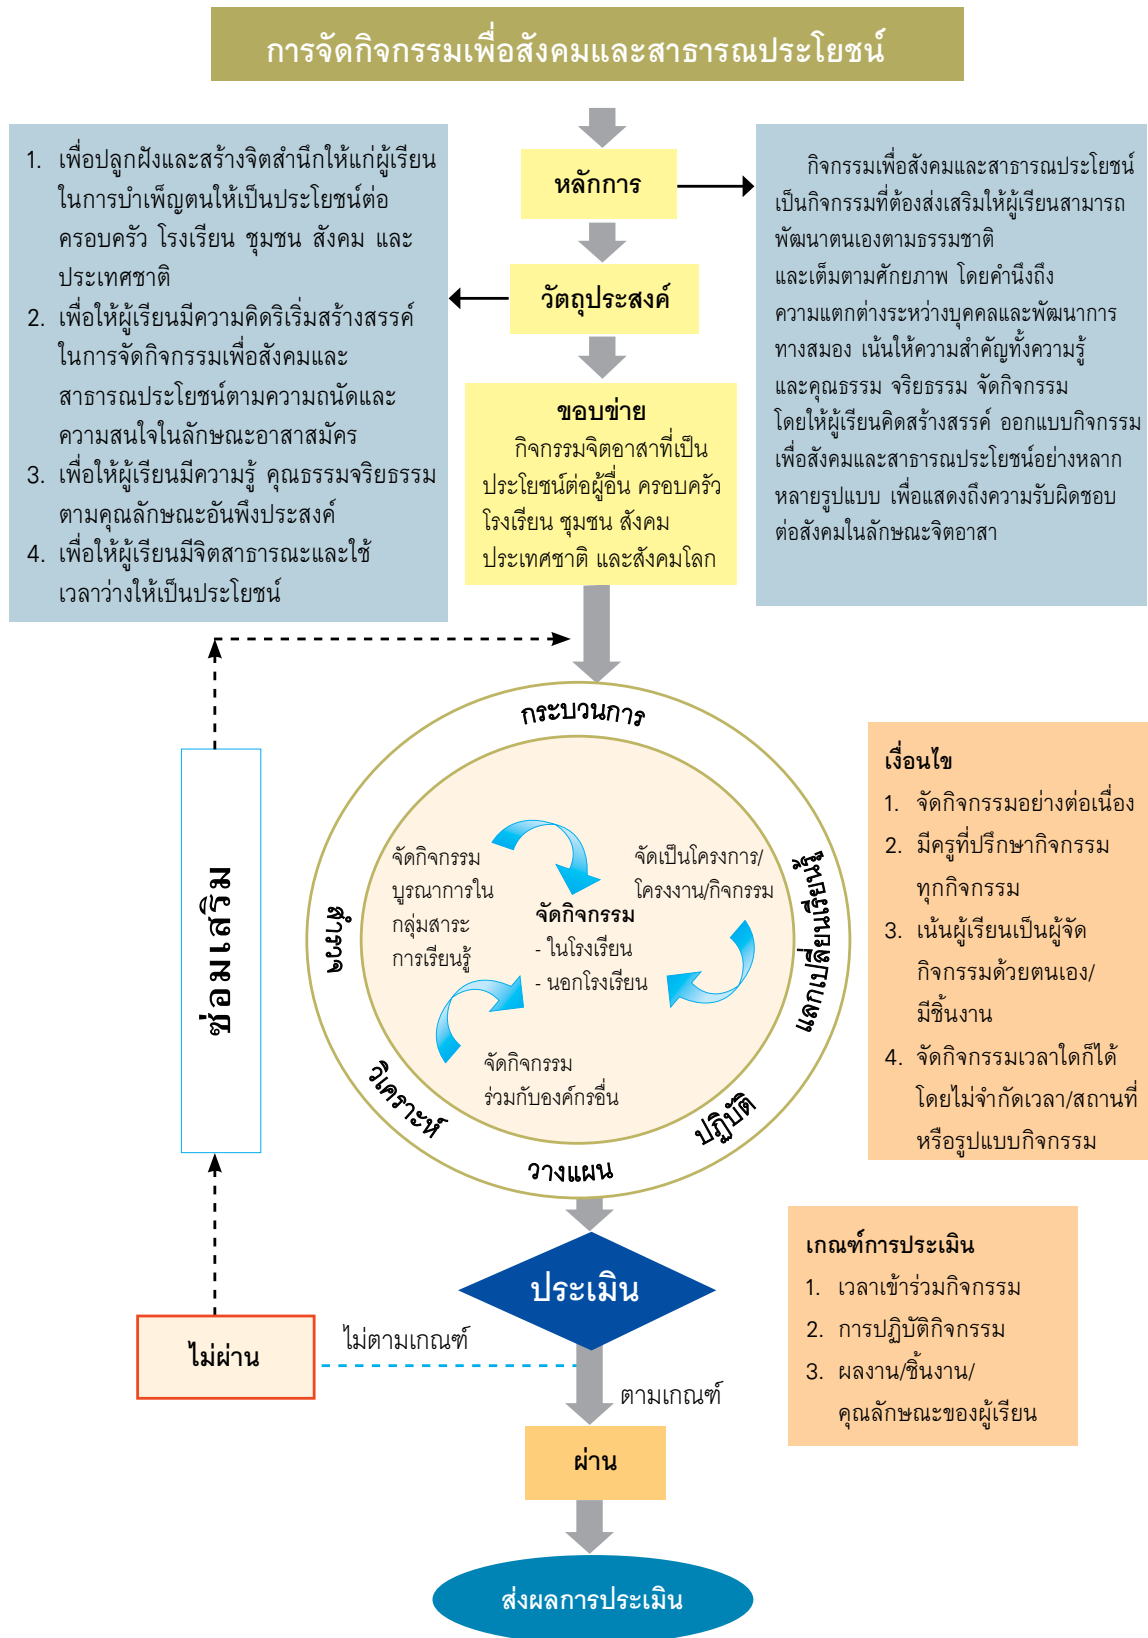 การจัดกิจกรรมเพื่อสังคมและสาธารณประโยชน์
หลักการ
กิจกรรมเพื่อสังคมและสาธารณประโยชน์
เป็นกิจกรรมที่ต้องส่งเสริมให้ผู้เรียนสามารถ
พัฒนาตนเองตามธรรมชาติ
และเต็มตามศักยภาพ โดยคำนึงถึง
ความแตกต่างระหว่างบุคคลและพัฒนาการ
ทางสมอง เน้นให้ความสำคัญทั้งความรู้
และคุณธรรม จริยธรรม จัดกิจกรรม
โดยให้ผู้เรียนคิดสร้างสรรค์ ออกแบบกิจกรรม
เพื่อสังคมและสาธารณประโยชน์อย่างหลาก
หลายรูปแบบ เพื่อแสดงถึงความรับผิดชอบ
ต่อสังคมในลักษณะจิตอาสา
วัตถุประสงค์
1. เพื่อปลูกฝังและสร้างจิตสำนึกให้แก่ผู้เรียน
ในการบำเพ็ญตนให้เป็นประโยชน์ต่อ
ครอบครัว โรงเรียน ชุมชน สังคม และ
ประเทศชาติ
2. เพื่อให้ผู้เรียนมีความคิดริเริ่มสร้างสรรค์
ในการจัดกิจกรรมเพื่อสังคมและ
สาธารณประโยชน์ตามความถนัดและ
ความสนใจในลักษณะอาสาสมัคร
3. เพื่อให้ผู้เรียนมีความรู้ คุณธรรมจริยธรรม
ตามคุณลักษณะอันพึงประสงค์
4. เพื่อให้ผู้เรียนมีจิตสาธารณะและใช้
เวลาว่างให้เป็นประโยชน์
ขอบข่าย
กิจกรรมจิตอาสาที่เป็น
ประโยชน์ต่อผู้อื่น ครอบครัว
โรงเรียน ชุมชน สังคม
ประเทศชาติ และสังคมโลก
กระบวนการ
สำรวจ
วิเคราะห์
วางแผน
ปฏิบัติ
แลกเปลี่ยนเรียนรู้
จัดกิจกรรม
บูรณาการใน
กลุ่มสาระ
การเรียนรู้
จัดเป็นโครงการ/
โครงงาน/กิจกรรม
จัดกิจกรรม
- ในโรงเรียน
- นอกโรงเรียน
จัดกิจกรรม
ร่วมกับองค์กรอื่น
เงื่อนไข
1. จัดกิจกรรมอย่างต่อเนื่อง
2. มีครูที่ปรึกษากิจกรรม
ทุกกิจกรรม
3. เน้นผู้เรียนเป็นผู้จัด
กิจกรรมด้วยตนเอง/
มีชิ้นงาน
4. จัดกิจกรรมเวลาใดก็ได้
โดยไม่จำกัดเวลา/สถานที่
หรือรูปแบบกิจกรรม
ซ่อมเสริม
ประเมิน
เกณฑ์การประเมิน
1. เวลาเข้าร่วมกิจกรรม
2. การปฏิบัติกิจกรรม
3. ผลงาน/ชิ้นงาน/
คุณลักษณะของผู้เรียน
ไม่ผ่าน
ไม่ตามเกณฑ์
ตามเกณฑ์
ผ่าน
ส่งผลการประเมิน